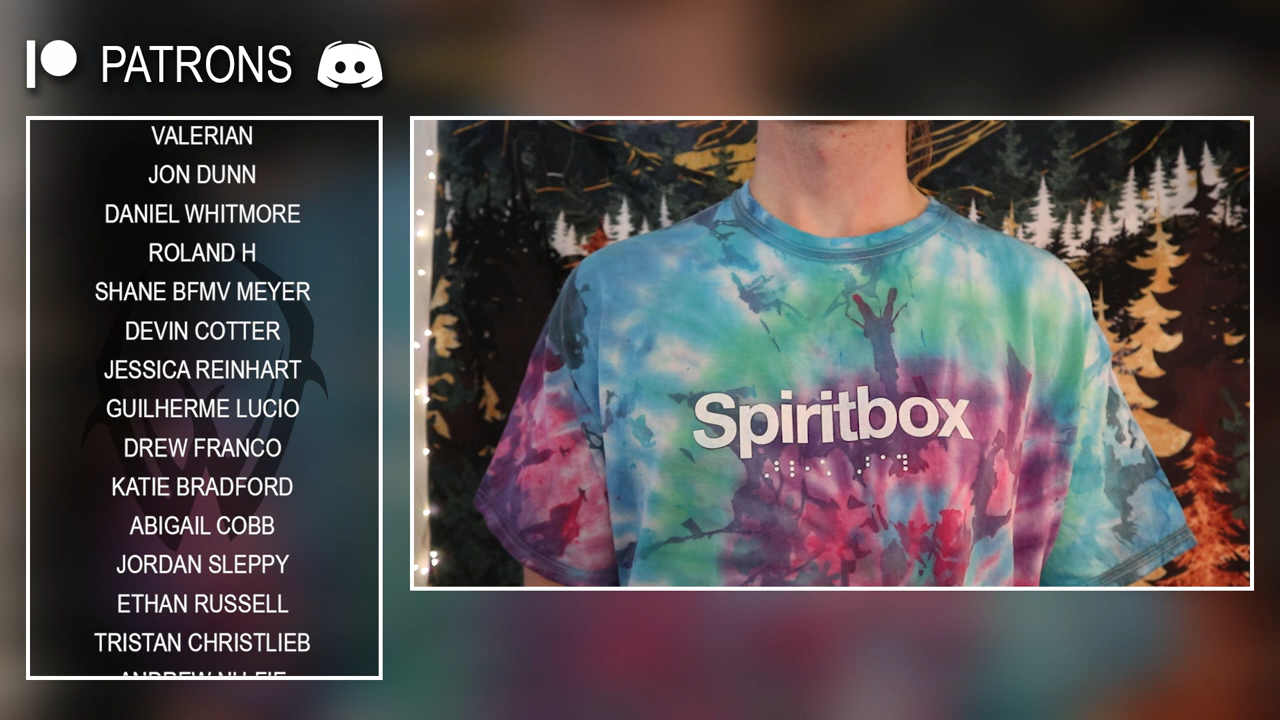 PATRONS
VALERIAN
JON DUNN
DANIEL WHITMORE
ROLAND H
SHANE BFMV MEYER
DEVIN COTTER
JESSICA REINHART
GUILHERME LUCIO
DREW FRANCO
KATIE BRADFORD
ABIGAIL COBB
JORDAN SLEPPY
ETHAN RUSSELL
TRISTAN CHRISTLIEB
ANDREW
Spiritbox